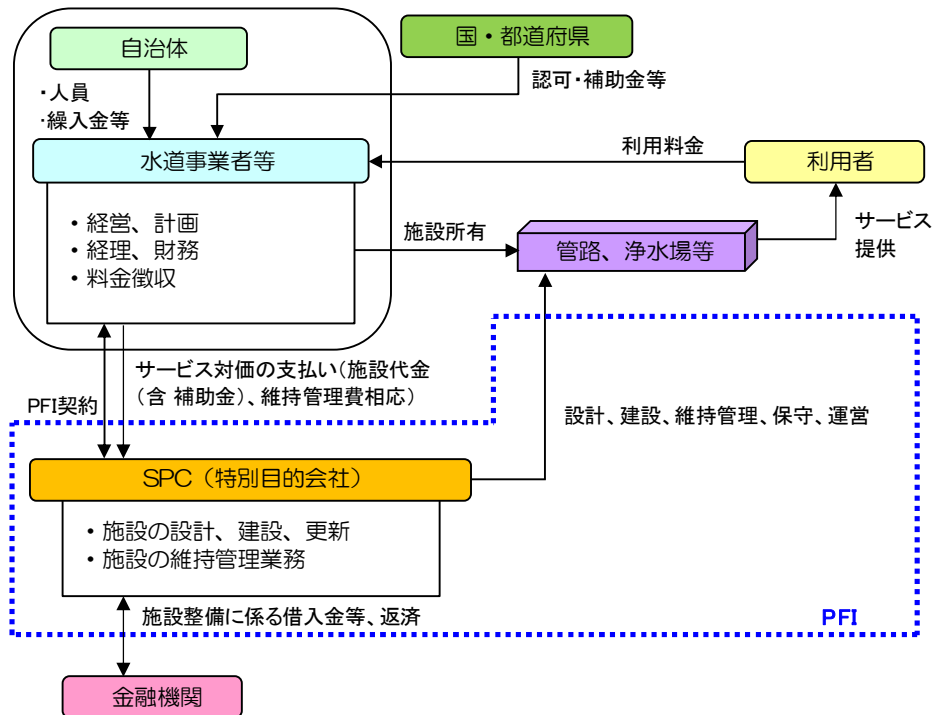 自治体
国・都道府県
・人員
・繰入金等
認可・補助金等
水道事業者等
利用料金
利用者
・経営、計画
・経理、財務
・料金徴収
施設所有
管路、浄水場等
サービス
提供
サービス対価の支払い（施設代金
（含 補助金）、維持管理費相応）
PFI契約
設計、建設、維持管理、保守、運営
SPC（特別目的会社）
・施設の設計、建設、更新
・施設の維持管理業務
施設整備に係る借入金等、返済
PFI
金融機関